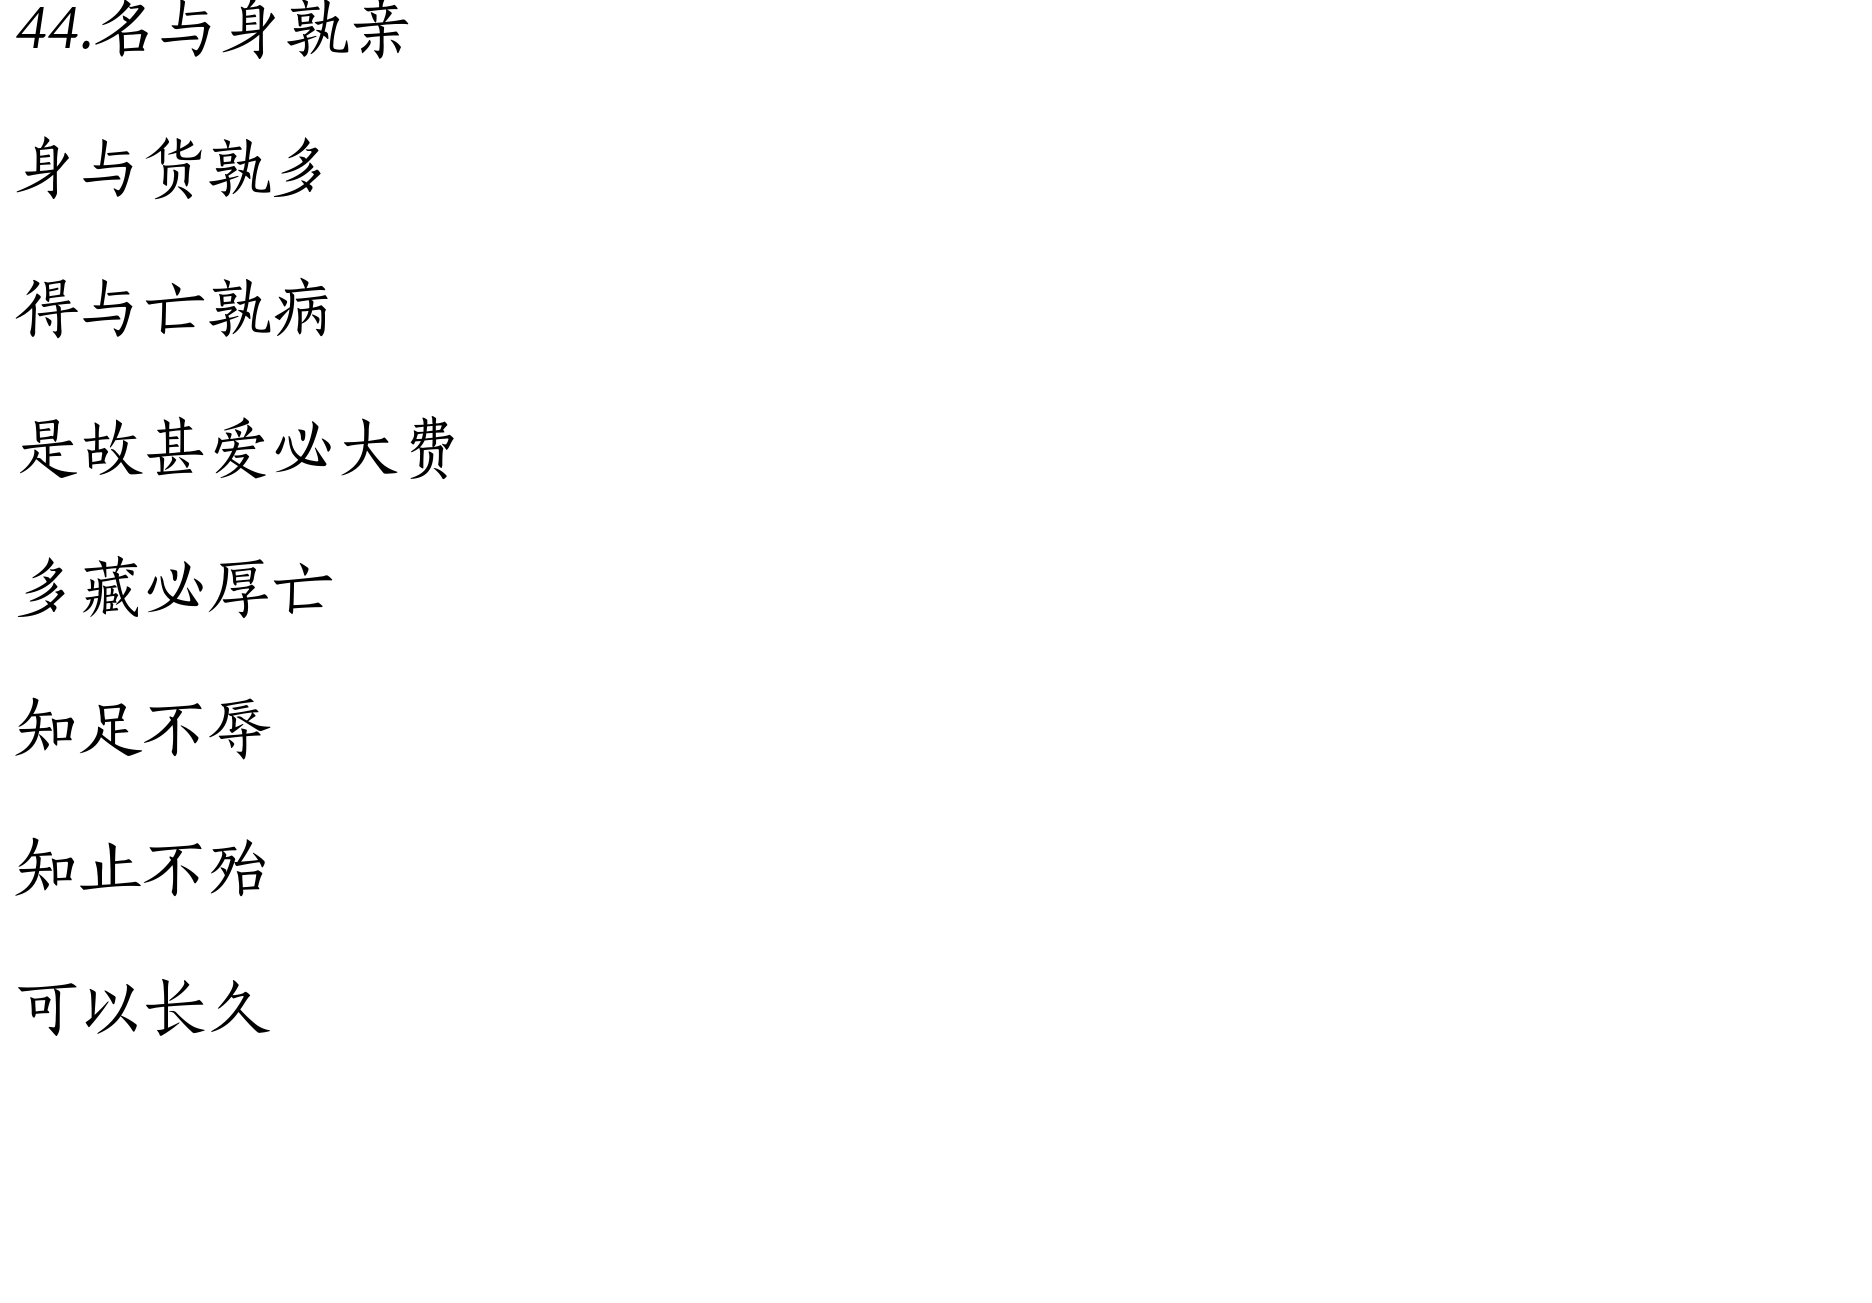 44.名与身孰亲
身与货孰多
得与亡孰病
是故甚爱必大费
多藏必厚亡
知足不辱
知止不殆
可以长久